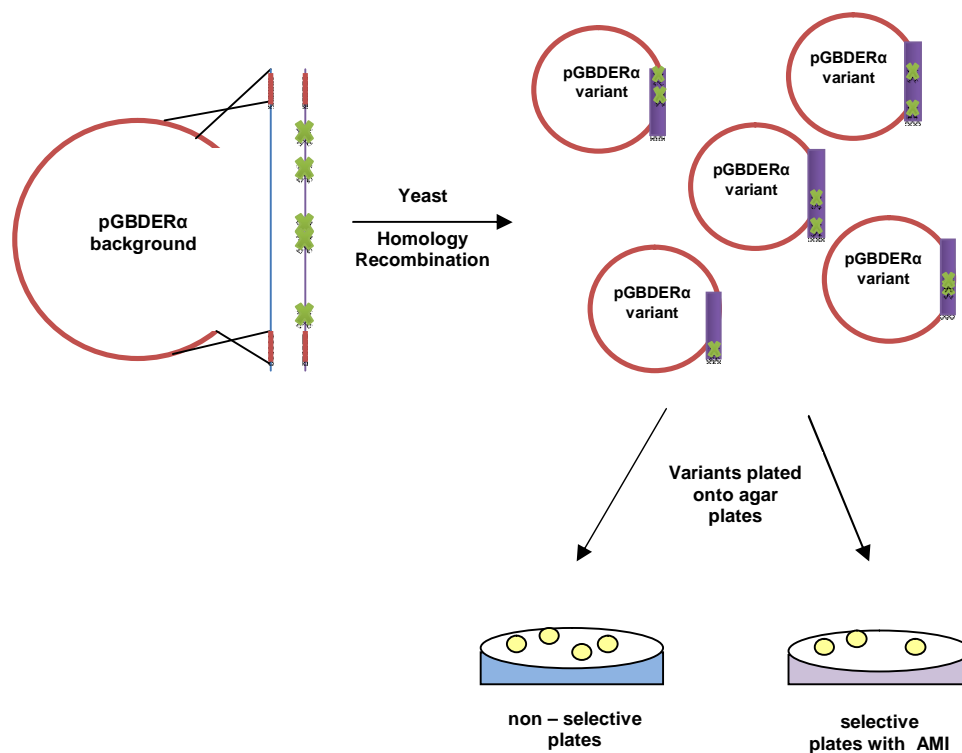 pGBDERα
background
Yeast
Homology
Recombination
pGBDERα
variant
pGBDERα
variant
pGBDERα
variant
pGBDERα
variant
pGBDERα
variant
Variants plated
onto agar
plates
non – selective
plates
selective
plates with AMI